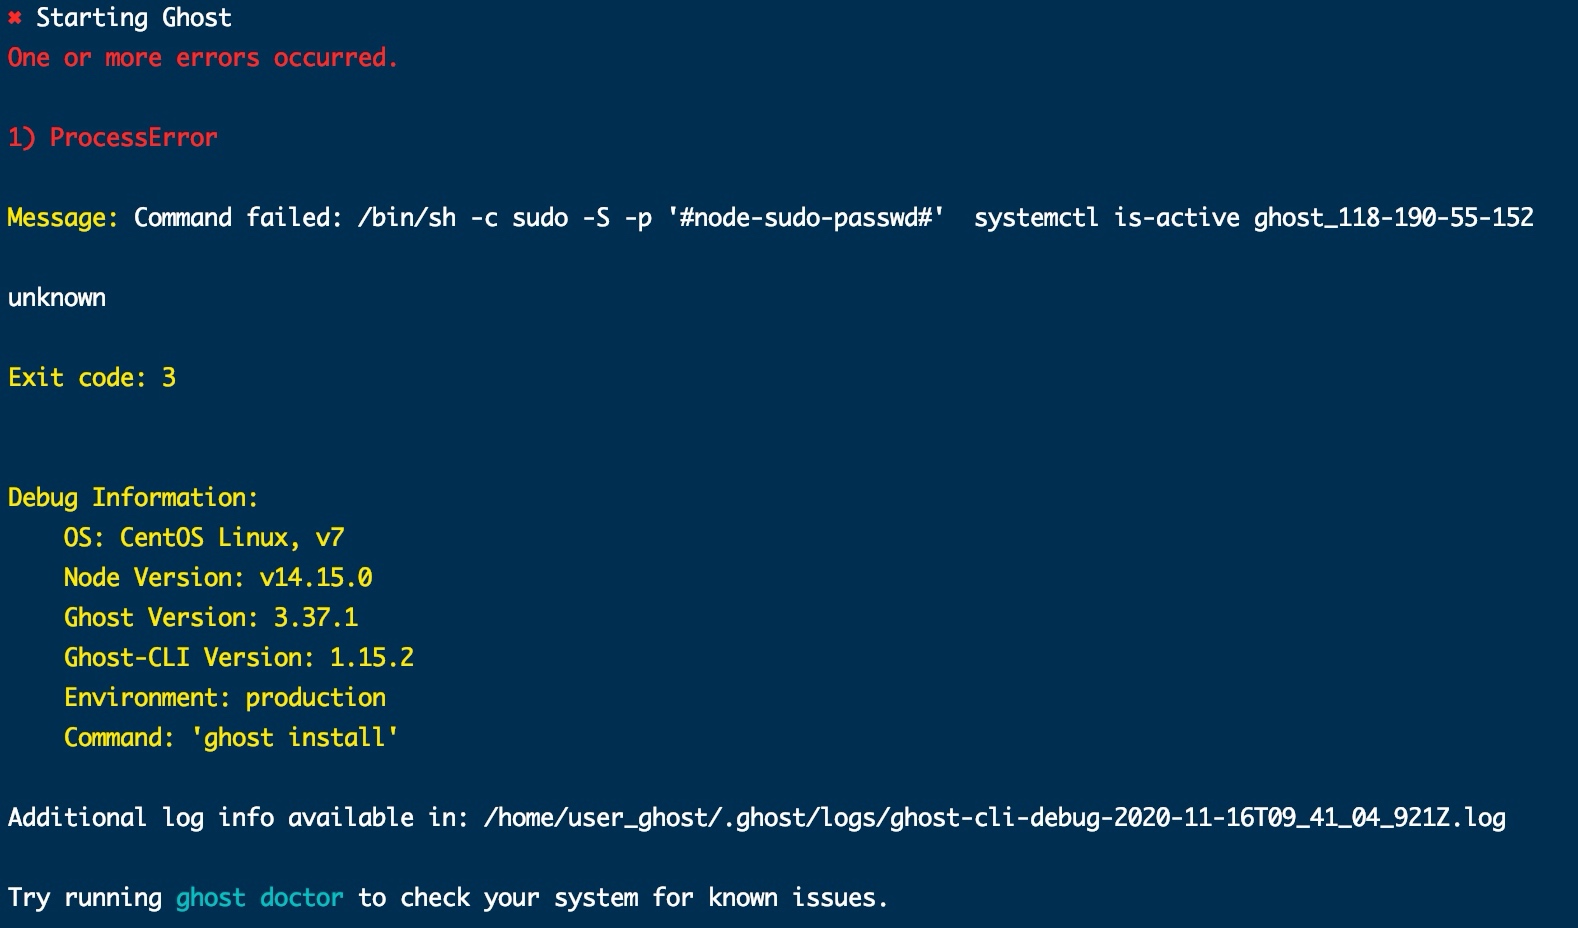 ✖ Starting Ghost
One or more errors occurred.
1) ProcessError
Message: Command failed: /bin/sh -c sudo -S -p '#node-sudo-passwd#'  systemctl is-active ghost_118-190-55-152
unknown
Exit code: 3
Debug Information:
OS: CentOS Linux, v7
Node Version: v14.15.0
Ghost Version: 3.37.1
Ghost-CLI Version: 1.15.2
Environment: production
Command: 'ghost install'
Additional log info available in: /home/user_ghost/.ghost/logs/ghost-cli-debug-2020-11-16T09_41_04_921Z.log
Try running ghost doctor to check your system for known issues.